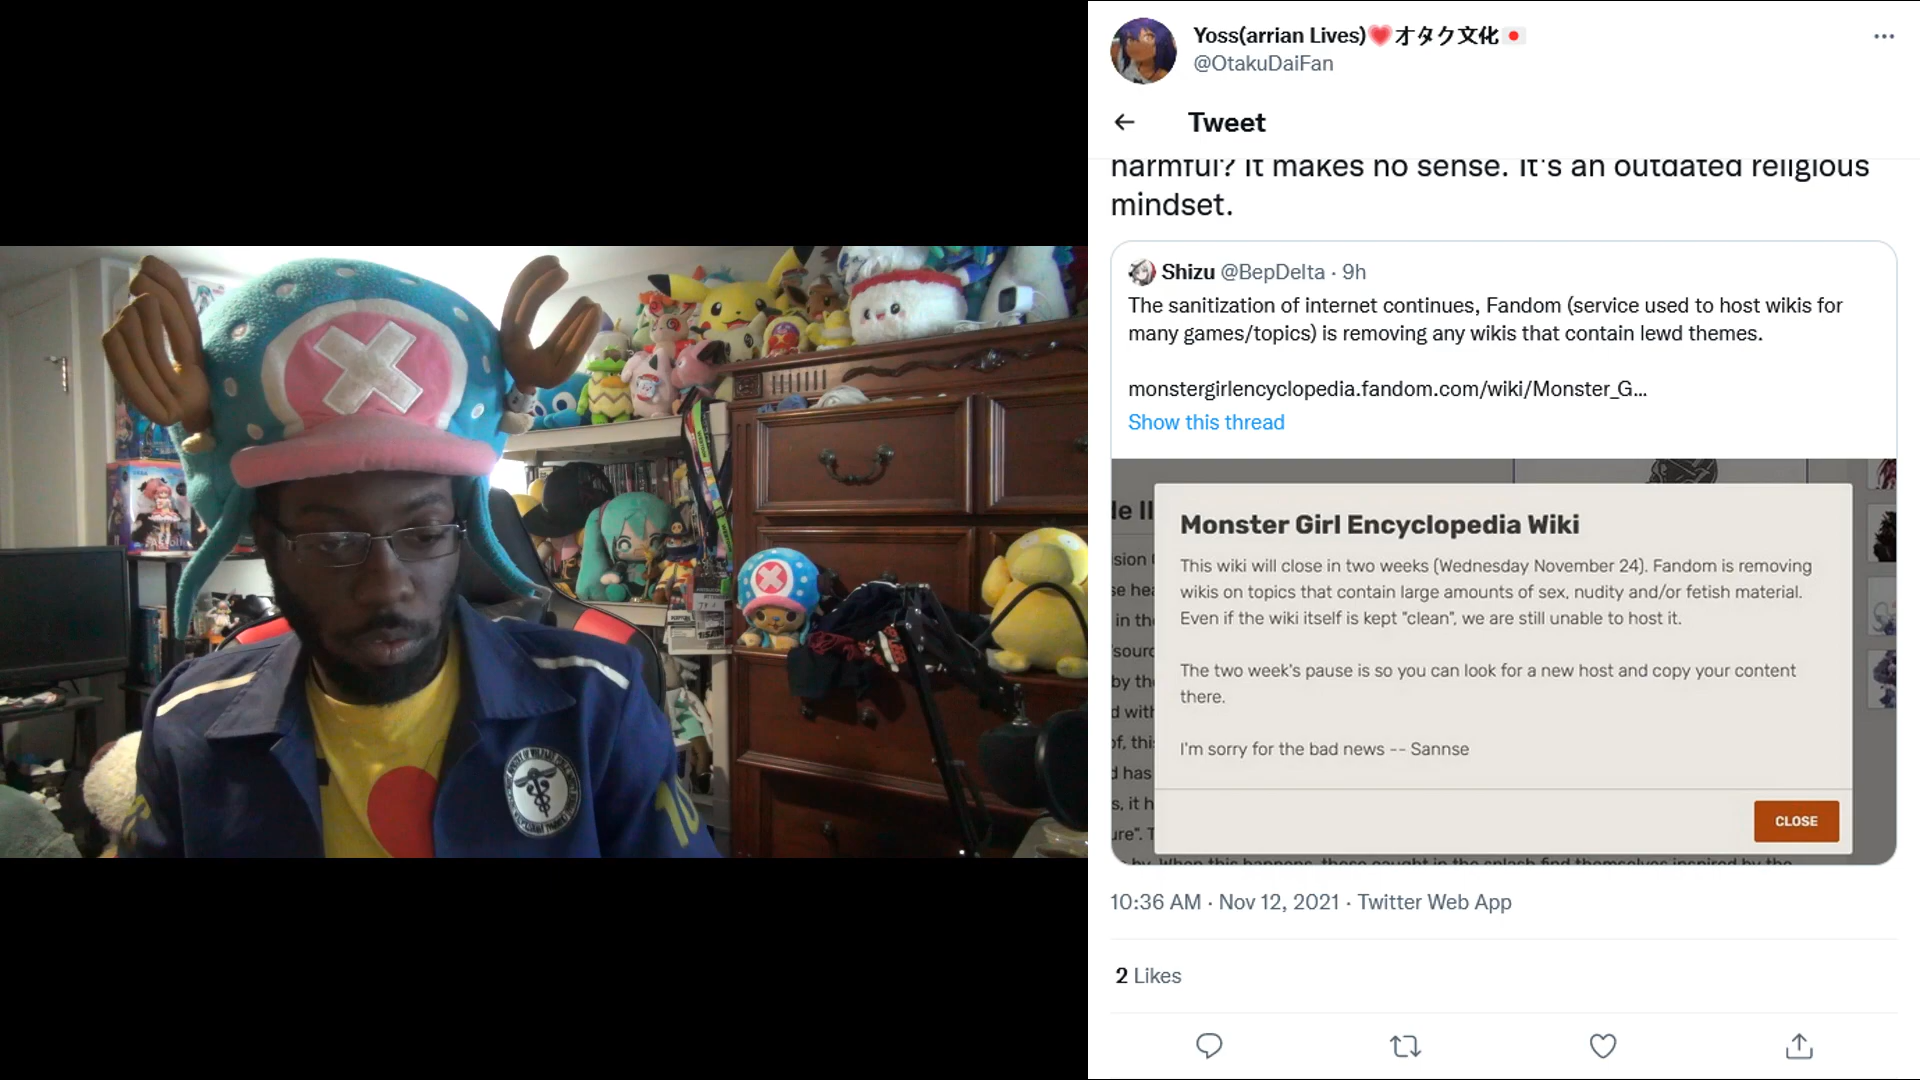 Yoss(arrian Lives)❤️オタク文化🇯🇵
@OtakuDaiFan
Tweet
harmful? It makes no sense. It's an outdated religious
mindset.
Shizu @BepDelta · 9h
The sanitization of internet continues, Fandom (service used to host wikis for
many games/topics) is removing any wikis that contain lewd themes.
monstergirlencyclopedia.fandom.com/wiki/Monster_G...
Show this thread
Monster Girl Encyclopedia Wiki
This wiki will close in two weeks (Wednesday November 24). Fandom is removing
wikis on topics that contain large amounts of sex, nudity and/or fetish material.
Even if the wiki itself is kept "clean", we are still unable to host it.
The two week's pause is so you can look for a new host and copy your content
there.
I'm sorry for the bad news -- Sannse
CLOSE
10:36 AM · Nov 12, 2021 · Twitter Web App
2 Likes